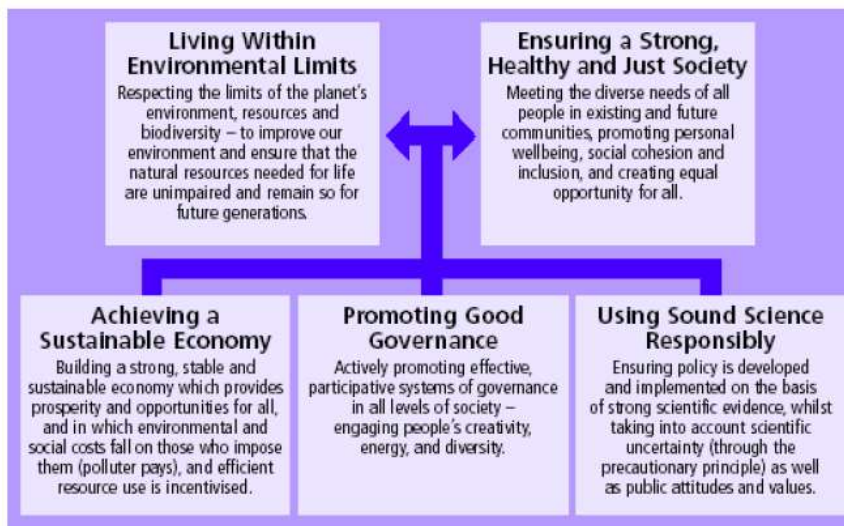 Living Within
Environmental Limits
Respecting the limits of the planet's
environment, resources and
biodiversity – to improve our
environment and ensure that the
natural resources needed for life
are unimpaired and remain so for
future generations.
Ensuring a Strong,
Healthy and Just Society
Meeting the diverse needs of all
people in existing and future
communities, promoting personal
wellbeing, social cohesion and
inclusion, and creating equal
opportunity for all.
Achieving a
Sustainable Economy
Building a strong, stable and
sustainable economy which provides
prosperity and opportunities for all,
and in which environmental and
social costs fall on those who impose
them (polluter pays), and efficient
resource use is incentivised.
Promoting Good
Governance
Actively promoting effective,
participative systems of governance
in all levels of society –
engaging people's creativity,
energy, and diversity.
Using Sound Science
Responsibly
Ensuring policy is developed
and implemented on the basis
of strong scientific evidence, whilst
taking into account scientific
uncertainty (through the
precautionary principle) as well
as public attitudes and values.